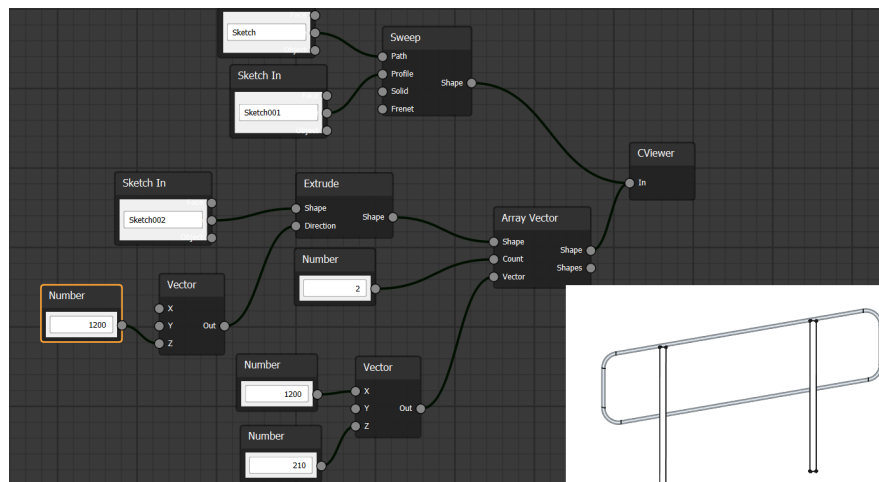 Sketch
Sweep
Path
Profile
Solid
Frenet
Shape
Sketch In
Sketch001
CViewer
In
Sketch In
Sketch002
Extrude
Shape
Direction
Shape
Array Vector
Shape
Count
Vector
Shape
Shapes
Number
2
Number
1200
Vector
X
Y
Z
Out
Number
1200
Vector
X
Y
Z
Out
Number
210